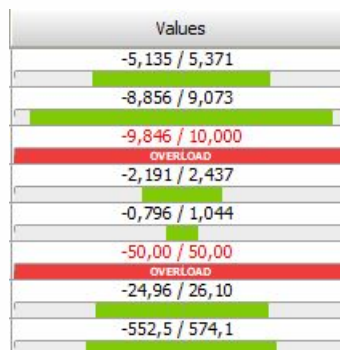 Values
-5,135 / 5,371
-8,856 / 9,073
-9,846 / 10,000
OVERLOAD
-2,191 / 2,437
-0,796 / 1,044
-50,00 / 50,00
OVERLOAD
-24,96 / 26,10
-552,5 / 574,1